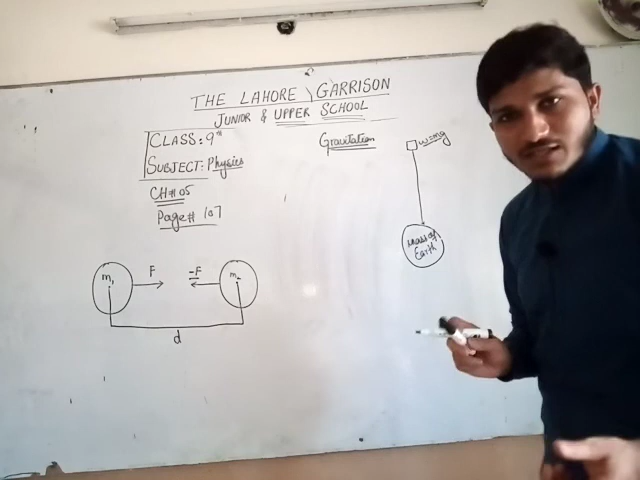 THE LAHORE GARRISON
JUNIOR & UPPER SCHOOL
CLASS: 9th
SUBJECT: Physics
CH# 05
Page# 107
Gravitation
w=mg
Mass of
Earth
m₁
F
-F
m₂
d